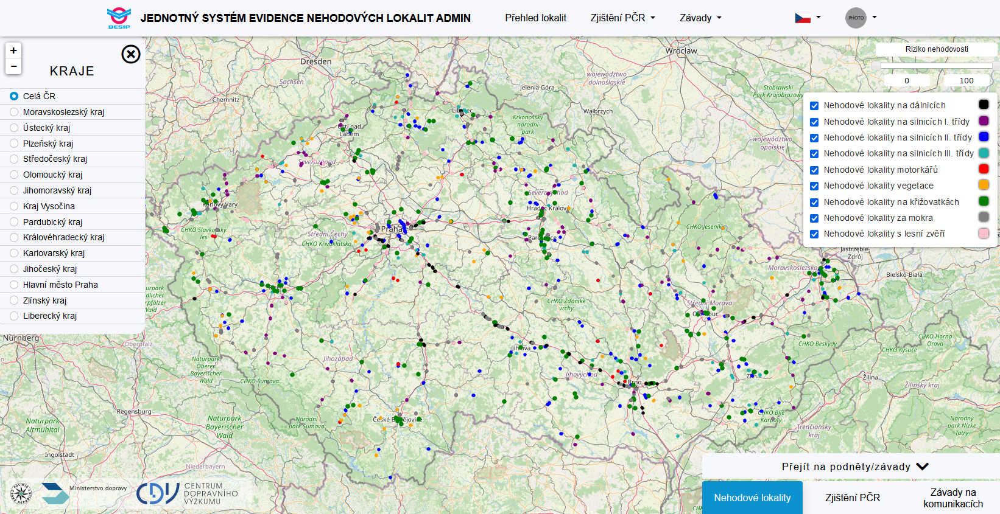 BESIP
JEDNOTNÝ SYSTÉM EVIDENCE NEHODOVÝCH LOKALIT ADMIN
Přehled lokalit
Zjištění PČR
Závady
PHOTO
+
−
KRAJE
Celá ČR
Moravskoslezský kraj
Ústecký kraj
Plzeňský kraj
Středočeský kraj
Olomoucký kraj
Jihomoravský kraj
Kraj Vysočina
Pardubický kraj
Královéhradecký kraj
Karlovarský kraj
Jihočeský kraj
Hlavní město Praha
Zlínský kraj
Liberecký kraj
Riziko nehodovosti
0
100
Nehodové lokality na dálnicích
Nehodové lokality na silnicích I. třídy
Nehodové lokality na silnicích II. třídy
Nehodové lokality na silnicích III. třídy
Nehodové lokality motorkářů
Nehodové lokality vegetace
Nehodové lokality na křižovatkách
Nehodové lokality za mokra
Nehodové lokality s lesní zvěří
Dresden
Wrocław
Sachsen
Chemnitz
województwo
dolnośląskie
Jelenia Góra
Wałbrzych
Stobrawski
Park Krajobrazowy
województwo
opolskie
Krkonošský
národní
park
Ústí nad
Labem
Severozápad
Karlovy Vary
CHKO Slavkovský
les
Střední Čechy
CHKO Křivoklátsko
Praha
Severovýchod
Hradec Králové
CHKO Jeseníky
Jastrzębie-
Zdrój
Moravskoslezsko
Bielsko-Biała
CHKO Žďárské
vrchy
Střední Morava
Nürnberg
Oberpfalz
Naturpark
Oberer
Bayerischer
Wald
CHKO Šumava
Jihozápad
Jihlava
Jihovýchod
Brno
Zlín
CHKO Beskydy
CHKO Horná
Orava
CHKO Kysuce
Žilina
Žilinský kraj
Regensburg
Naturpark
Altmühltal
Naturpark
Bayerischer
Wald
Národní
park Šumava
České Budějovice
CHKO Bílé
Karpaty
Trenčiansky
kraj
Národný
park Nízke
Tatry
Ingolstadt
Niederbayern
Ministerstvo dopravy
CDV
CENTRUM
DOPRAVNÍHO
VÝZKUMU
Přejít na podněty/závady
Nehodové lokality
Zjištění PČR
Závady na
komunikacích